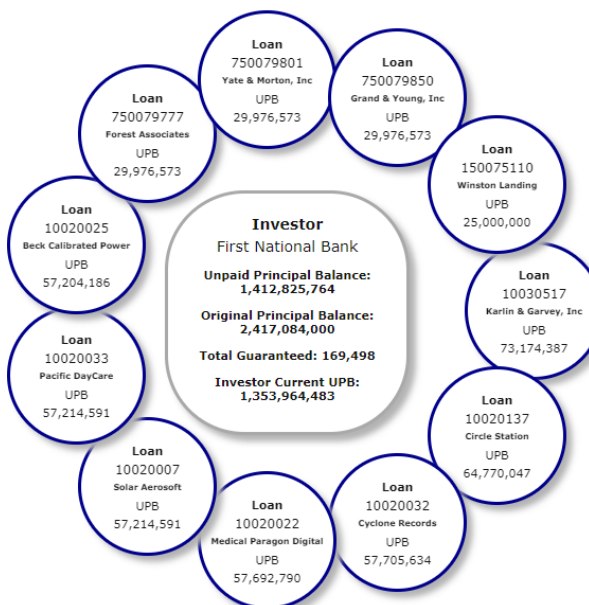 Loan
750079801
Yate & Morton, Inc
UPB
29,976,573
Loan
750079850
Grand & Young, Inc
UPB
29,976,573
Loan
150075110
Winston Landing
UPB
25,000,000
Loan
10030517
Karlin & Garvey, Inc
UPB
73,174,387
Loan
10020137
Circle Station
UPB
64,770,047
Loan
10020032
Cyclone Records
UPB
57,705,634
Loan
10020022
Medical Paragon Digital
UPB
57,692,790
Loan
10020007
Solar Aerosoft
UPB
57,214,591
Loan
10020033
Pacific DayCare
UPB
57,214,591
Loan
10020025
Beck Calibrated Power
UPB
57,204,186
Loan
750079777
Forest Associates
UPB
29,976,573
Investor
First National Bank
Unpaid Principal Balance:
1,412,825,764
Original Principal Balance:
2,417,084,000
Total Guaranteed: 169,498
Investor Current UPB:
1,353,964,483